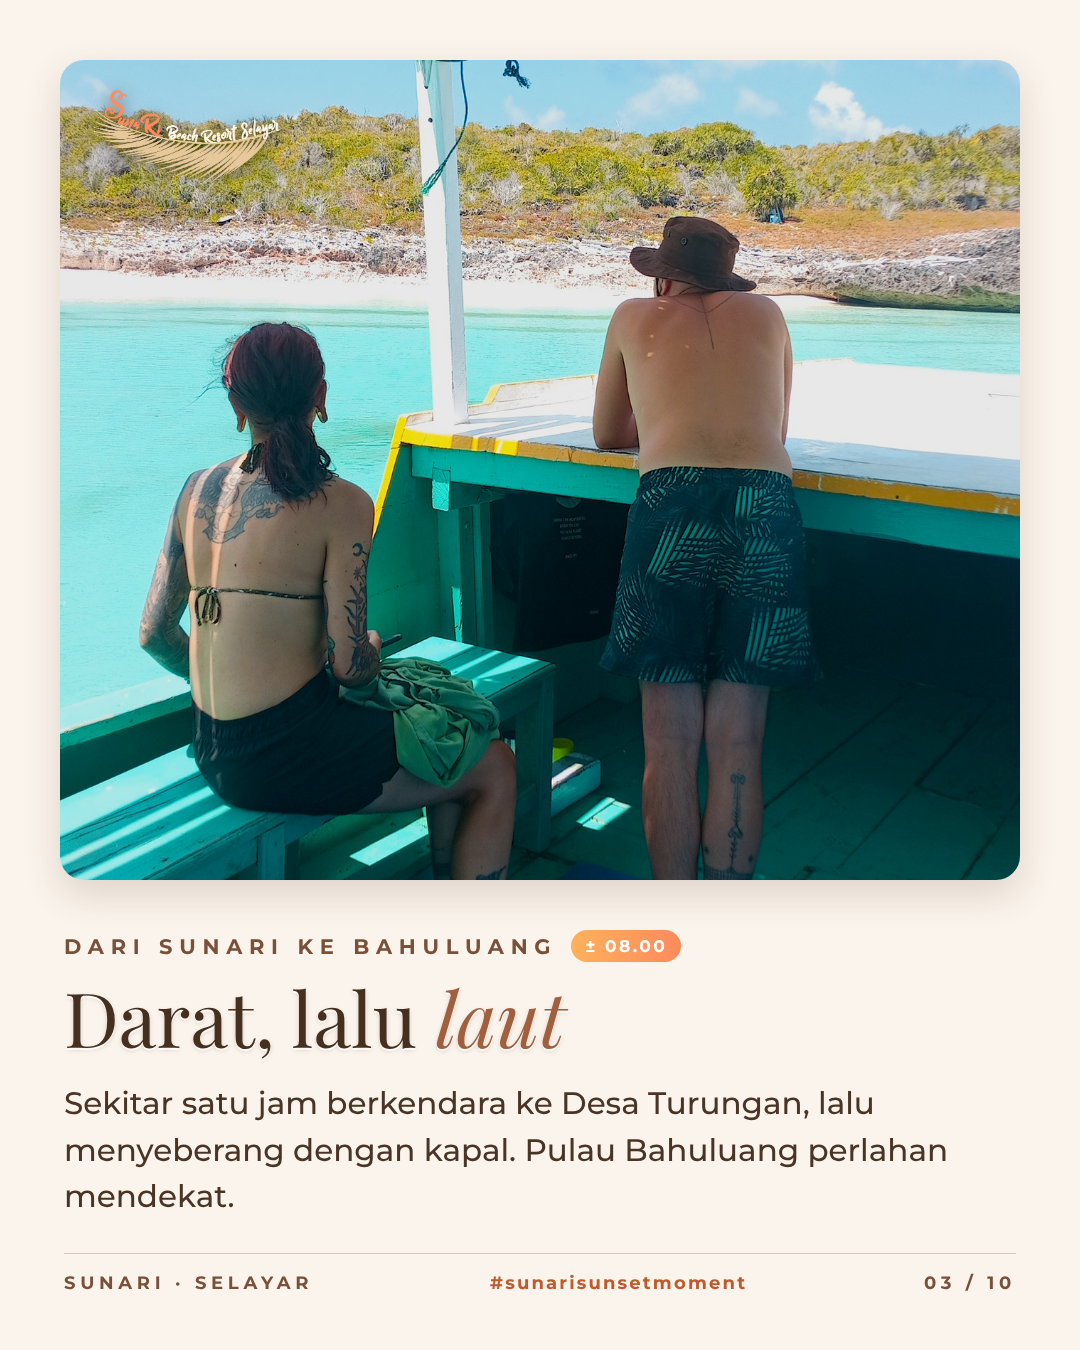 SunaRi Beach Resort Selayar
DARI SUNARI KE BAHULUANG ± 08.00
Darat, lalu laut
Sekitar satu jam berkendara ke Desa Turungan, lalu
menyeberang dengan kapal. Pulau Bahuluang perlahan
mendekat.
SUNARI · SELAYAR #sunarisunsetmoment 03 / 10